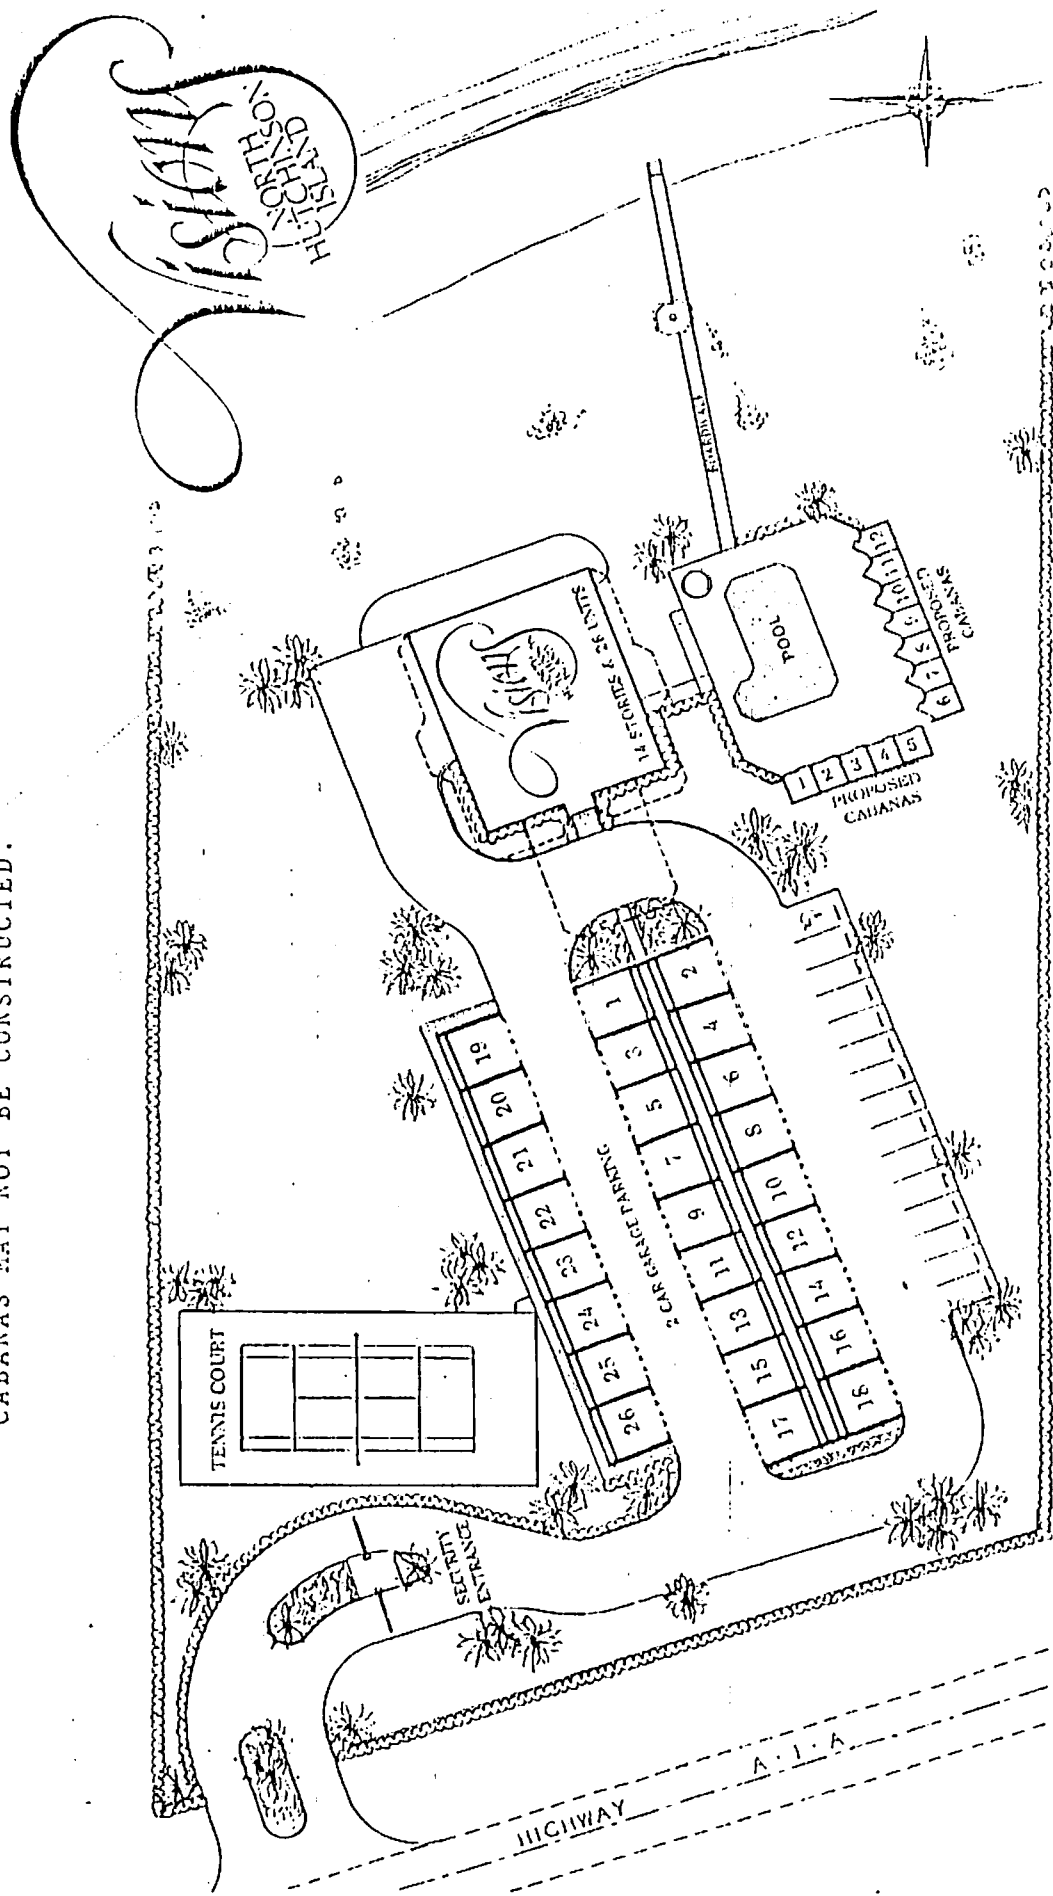 CABANAS MAY NOT BE CONSTRUCTED.
Visions
NORTH
HUTCHINSON
ISLAND
BOARDWALK
Visions
14 STORIES & 26 UNITS
POOL
1 2 3 4 5
PROPOSED
CABANAS
6 7 8 9 10 11 12
PROPOSED
CABANAS
19 20 21 22 23 24 25 26
2 CAR GARAGE PARKING
1 3 5 7 9 11 13 15 17
2 4 6 8 10 12 14 16 18
TENNIS COURT
SECURITY
ENTRANCE
HIGHWAY A·1·A